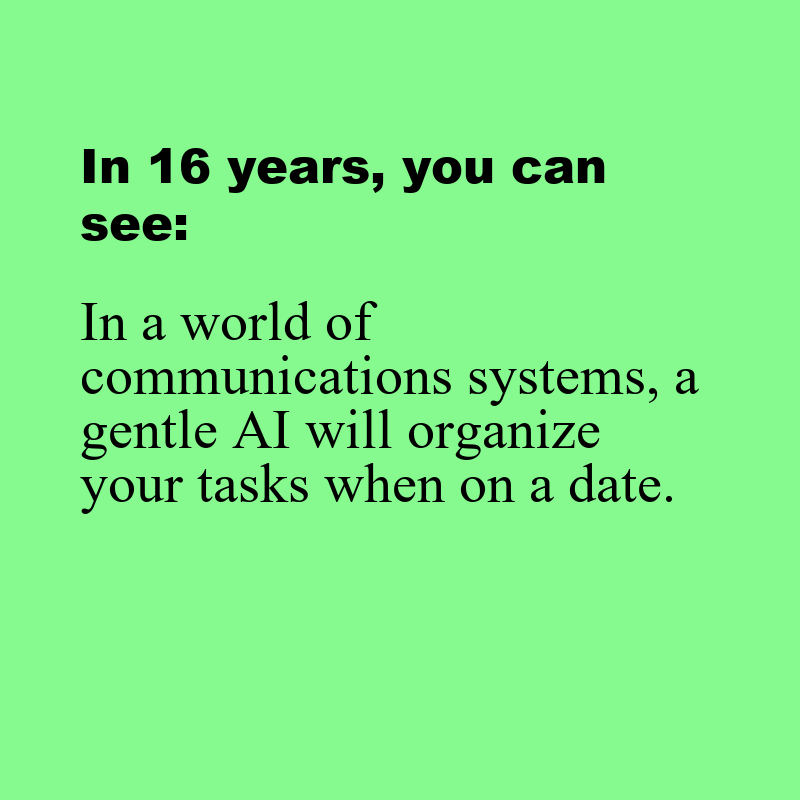 In 16 years, you can
see:
In a world of
communications systems, a
gentle AI will organize
your tasks when on a date.